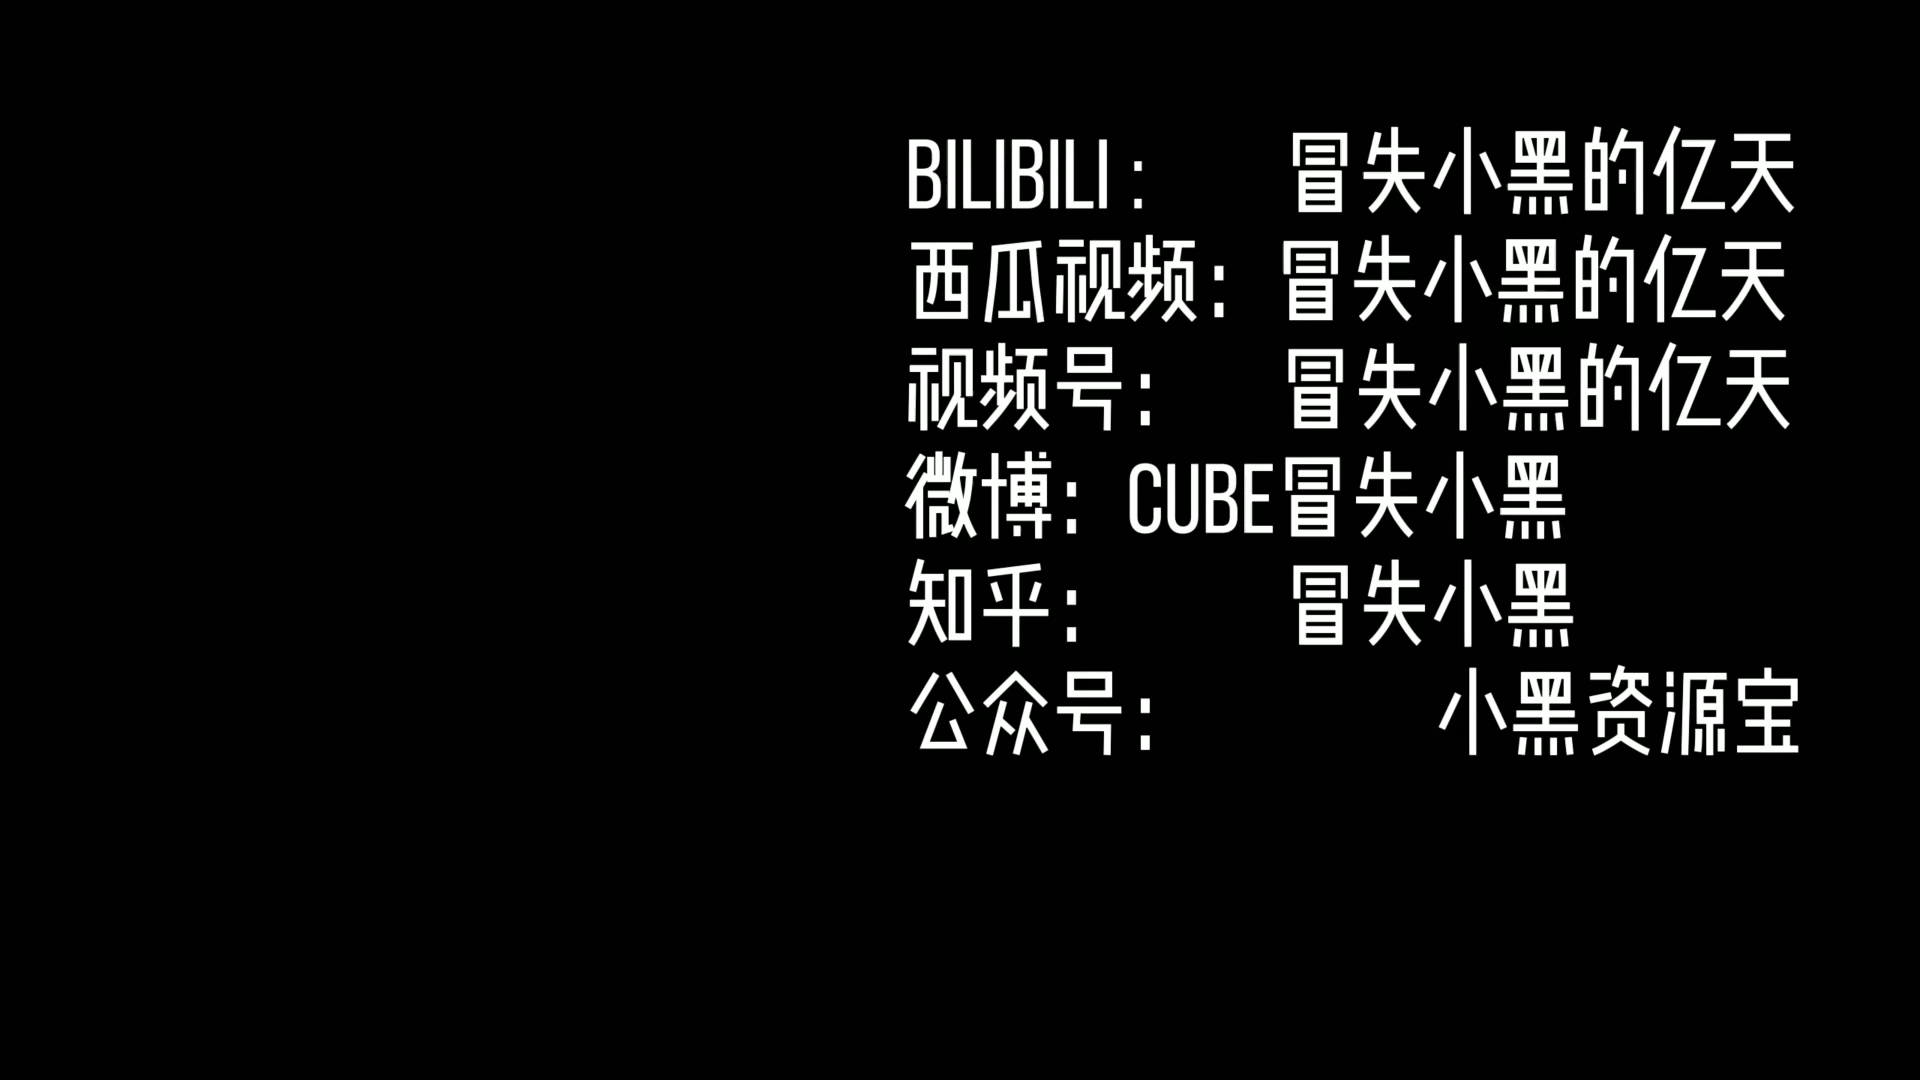 BILIBILI： 冒失小黑的亿天
西瓜视频：冒失小黑的亿天
视频号： 冒失小黑的亿天
微博：CUBE冒失小黑
知乎： 冒失小黑
公众号： 小黑资源宝